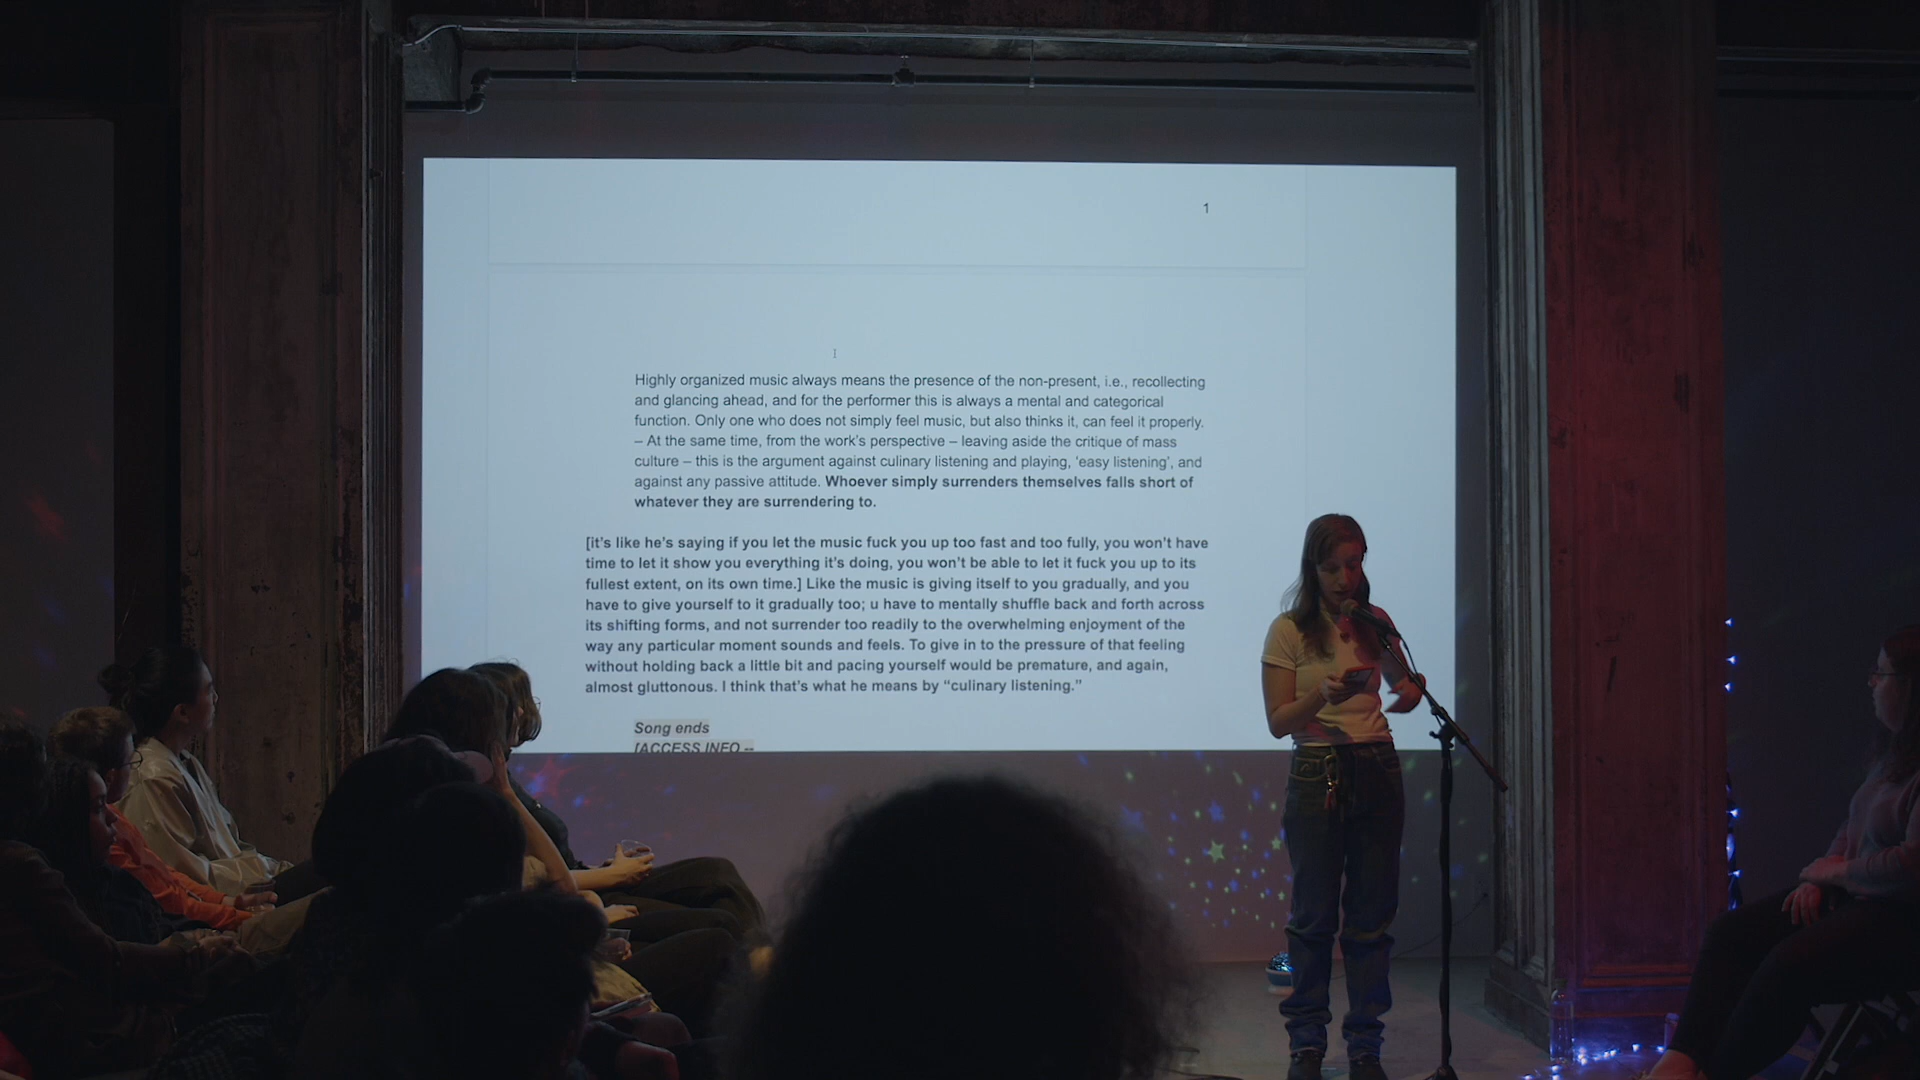 1
Highly organized music always means the presence of the non-present, i.e., recollecting
and glancing ahead, and for the performer this is always a mental and categorical
function. Only one who does not simply feel music, but also thinks it, can feel it properly.
– At the same time, from the work's perspective – leaving aside the critique of mass
culture – this is the argument against culinary listening and playing, 'easy listening', and
against any passive attitude. Whoever simply surrenders themselves falls short of
whatever they are surrendering to.
[it's like he's saying if you let the music fuck you up too fast and too fully, you won't have
time to let it show you everything it's doing, you won't be able to let it fuck you up to its
fullest extent, on its own time.] Like the music is giving itself to you gradually, and you
have to give yourself to it gradually too; u have to mentally shuffle back and forth across
its shifting forms, and not surrender too readily to the overwhelming enjoyment of the
way any particular moment sounds and feels. To give in to the pressure of that feeling
without holding back a little bit and pacing yourself would be premature, and again,
almost gluttonous. I think that's what he means by “culinary listening.”
Song ends
[ACCESS INFO --